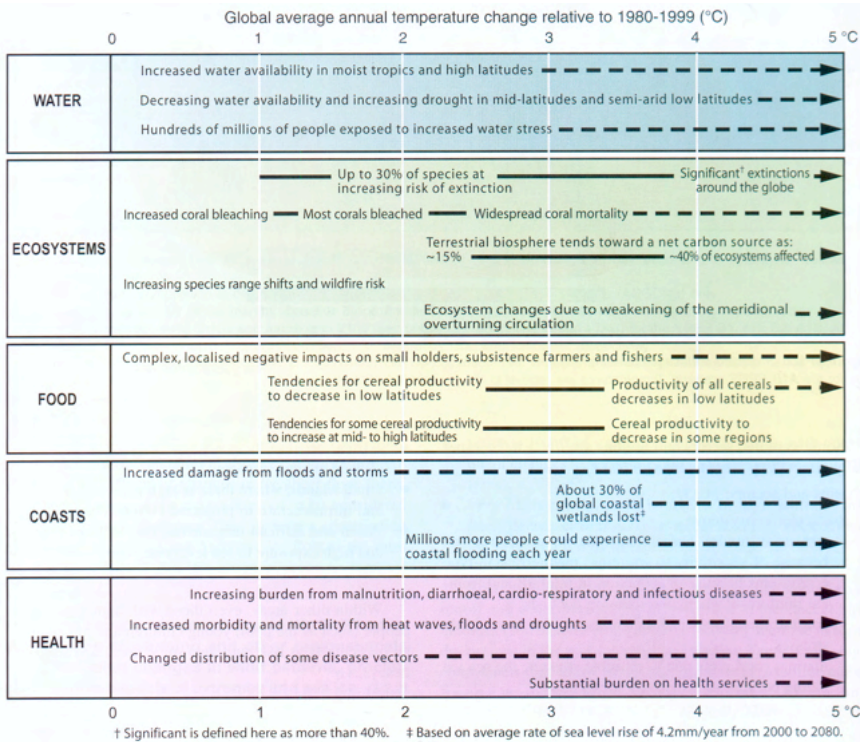 Global average annual temperature change relative to 1980-1999 (°C)
0 1 2 3 4 5 °C
WATER
Increased water availability in moist tropics and high latitudes
Decreasing water availability and increasing drought in mid-latitudes and semi-arid low latitudes
Hundreds of millions of people exposed to increased water stress
ECOSYSTEMS
Up to 30% of species at
increasing risk of extinction
Significant† extinctions
around the globe
Increased coral bleaching Most corals bleached Widespread coral mortality
Terrestrial biosphere tends toward a net carbon source as:
~15% ~40% of ecosystems affected
Increasing species range shifts and wildfire risk
Ecosystem changes due to weakening of the meridional
overturning circulation
FOOD
Complex, localised negative impacts on small holders, subsistence farmers and fishers
Tendencies for cereal productivity
to decrease in low latitudes
Productivity of all cereals
decreases in low latitudes
Tendencies for some cereal productivity
to increase at mid- to high latitudes
Cereal productivity to
decrease in some regions
COASTS
Increased damage from floods and storms
About 30% of
global coastal
wetlands lost‡
Millions more people could experience
coastal flooding each year
HEALTH
Increasing burden from malnutrition, diarrhoeal, cardio-respiratory and infectious diseases
Increased morbidity and mortality from heat waves, floods and droughts
Changed distribution of some disease vectors
Substantial burden on health services
0 1 2 3 4 5 °C
† Significant is defined here as more than 40%. ‡ Based on average rate of sea level rise of 4.2mm/year from 2000 to 2080.